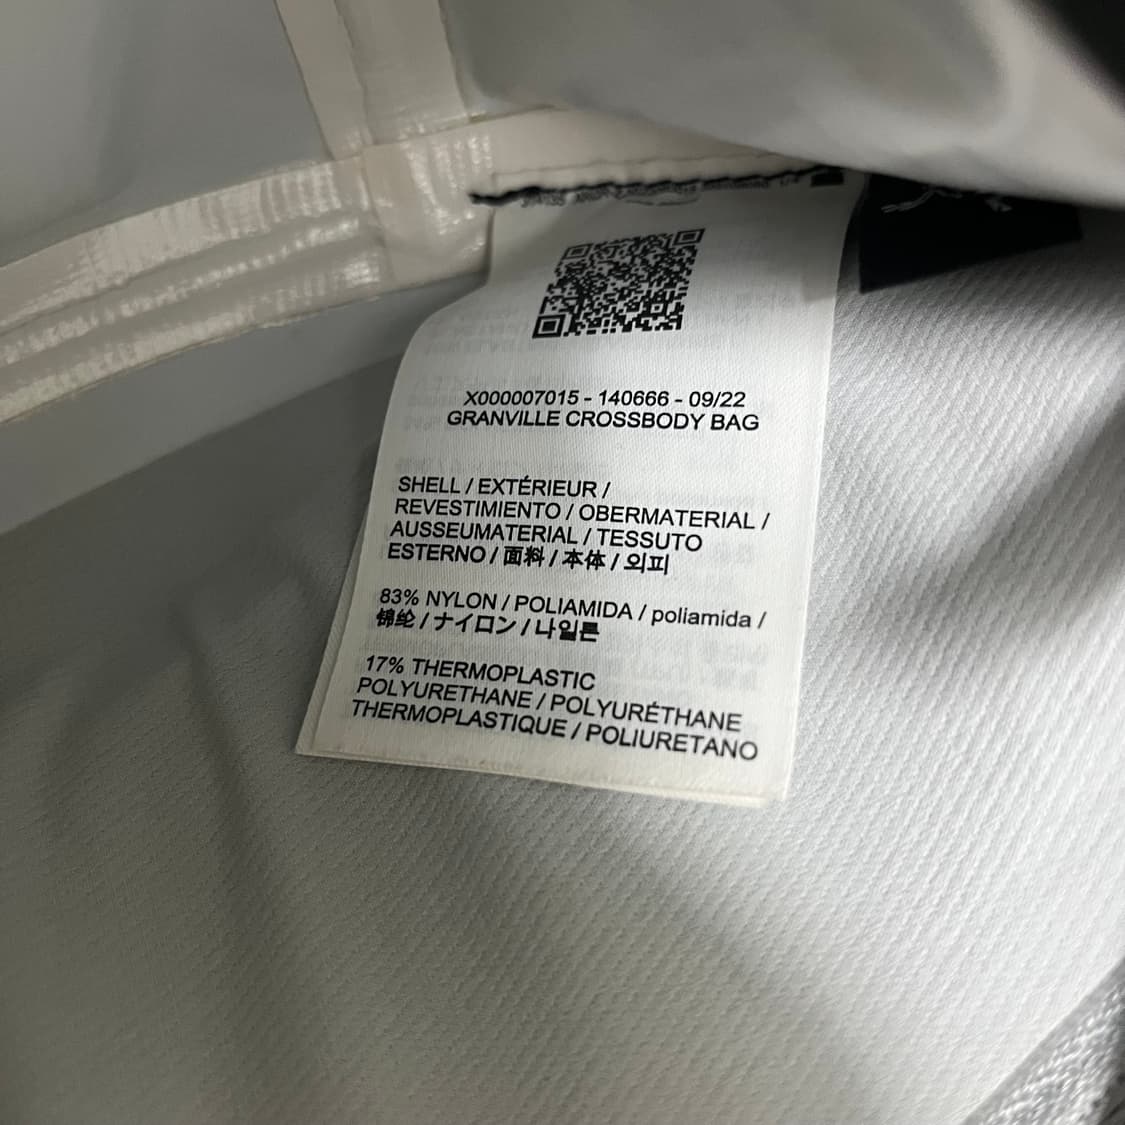 X000007015 - 140666 - 09/22
GRANVILLE CROSSBODY BAG
SHELL / EXTÉRIEUR /
REVESTIMIENTO / OBERMATERIAL /
AUSSEUMATERIAL / TESSUTO
ESTERNO / 面料 / 本体 / 외피
83% NYLON / POLIAMIDA / poliamida /
锦纶 / ナイロン / 나일론
17% THERMOPLASTIC
POLYURETHANE / POLYURÉTHANE
THERMOPLASTIQUE / POLIURETANO